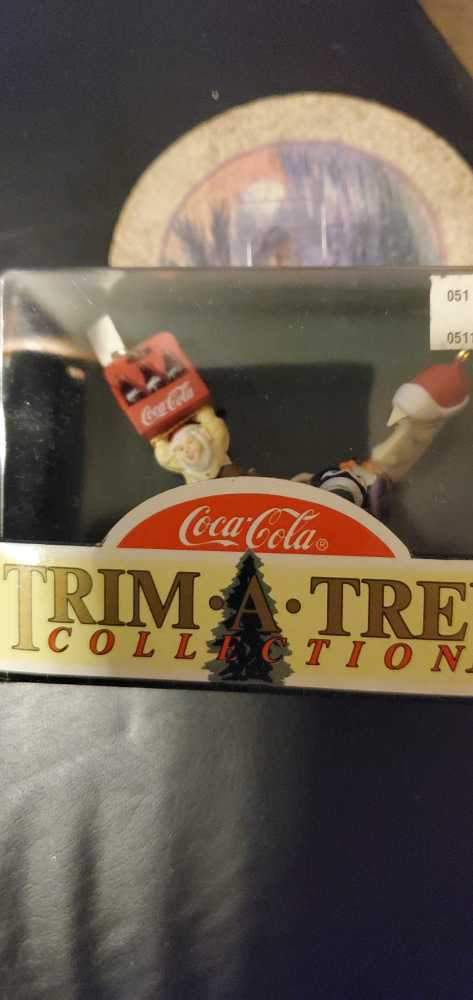 051
0511
Coca-Cola
Coca-Cola®
TRIM·A·TRE
COLLECTION